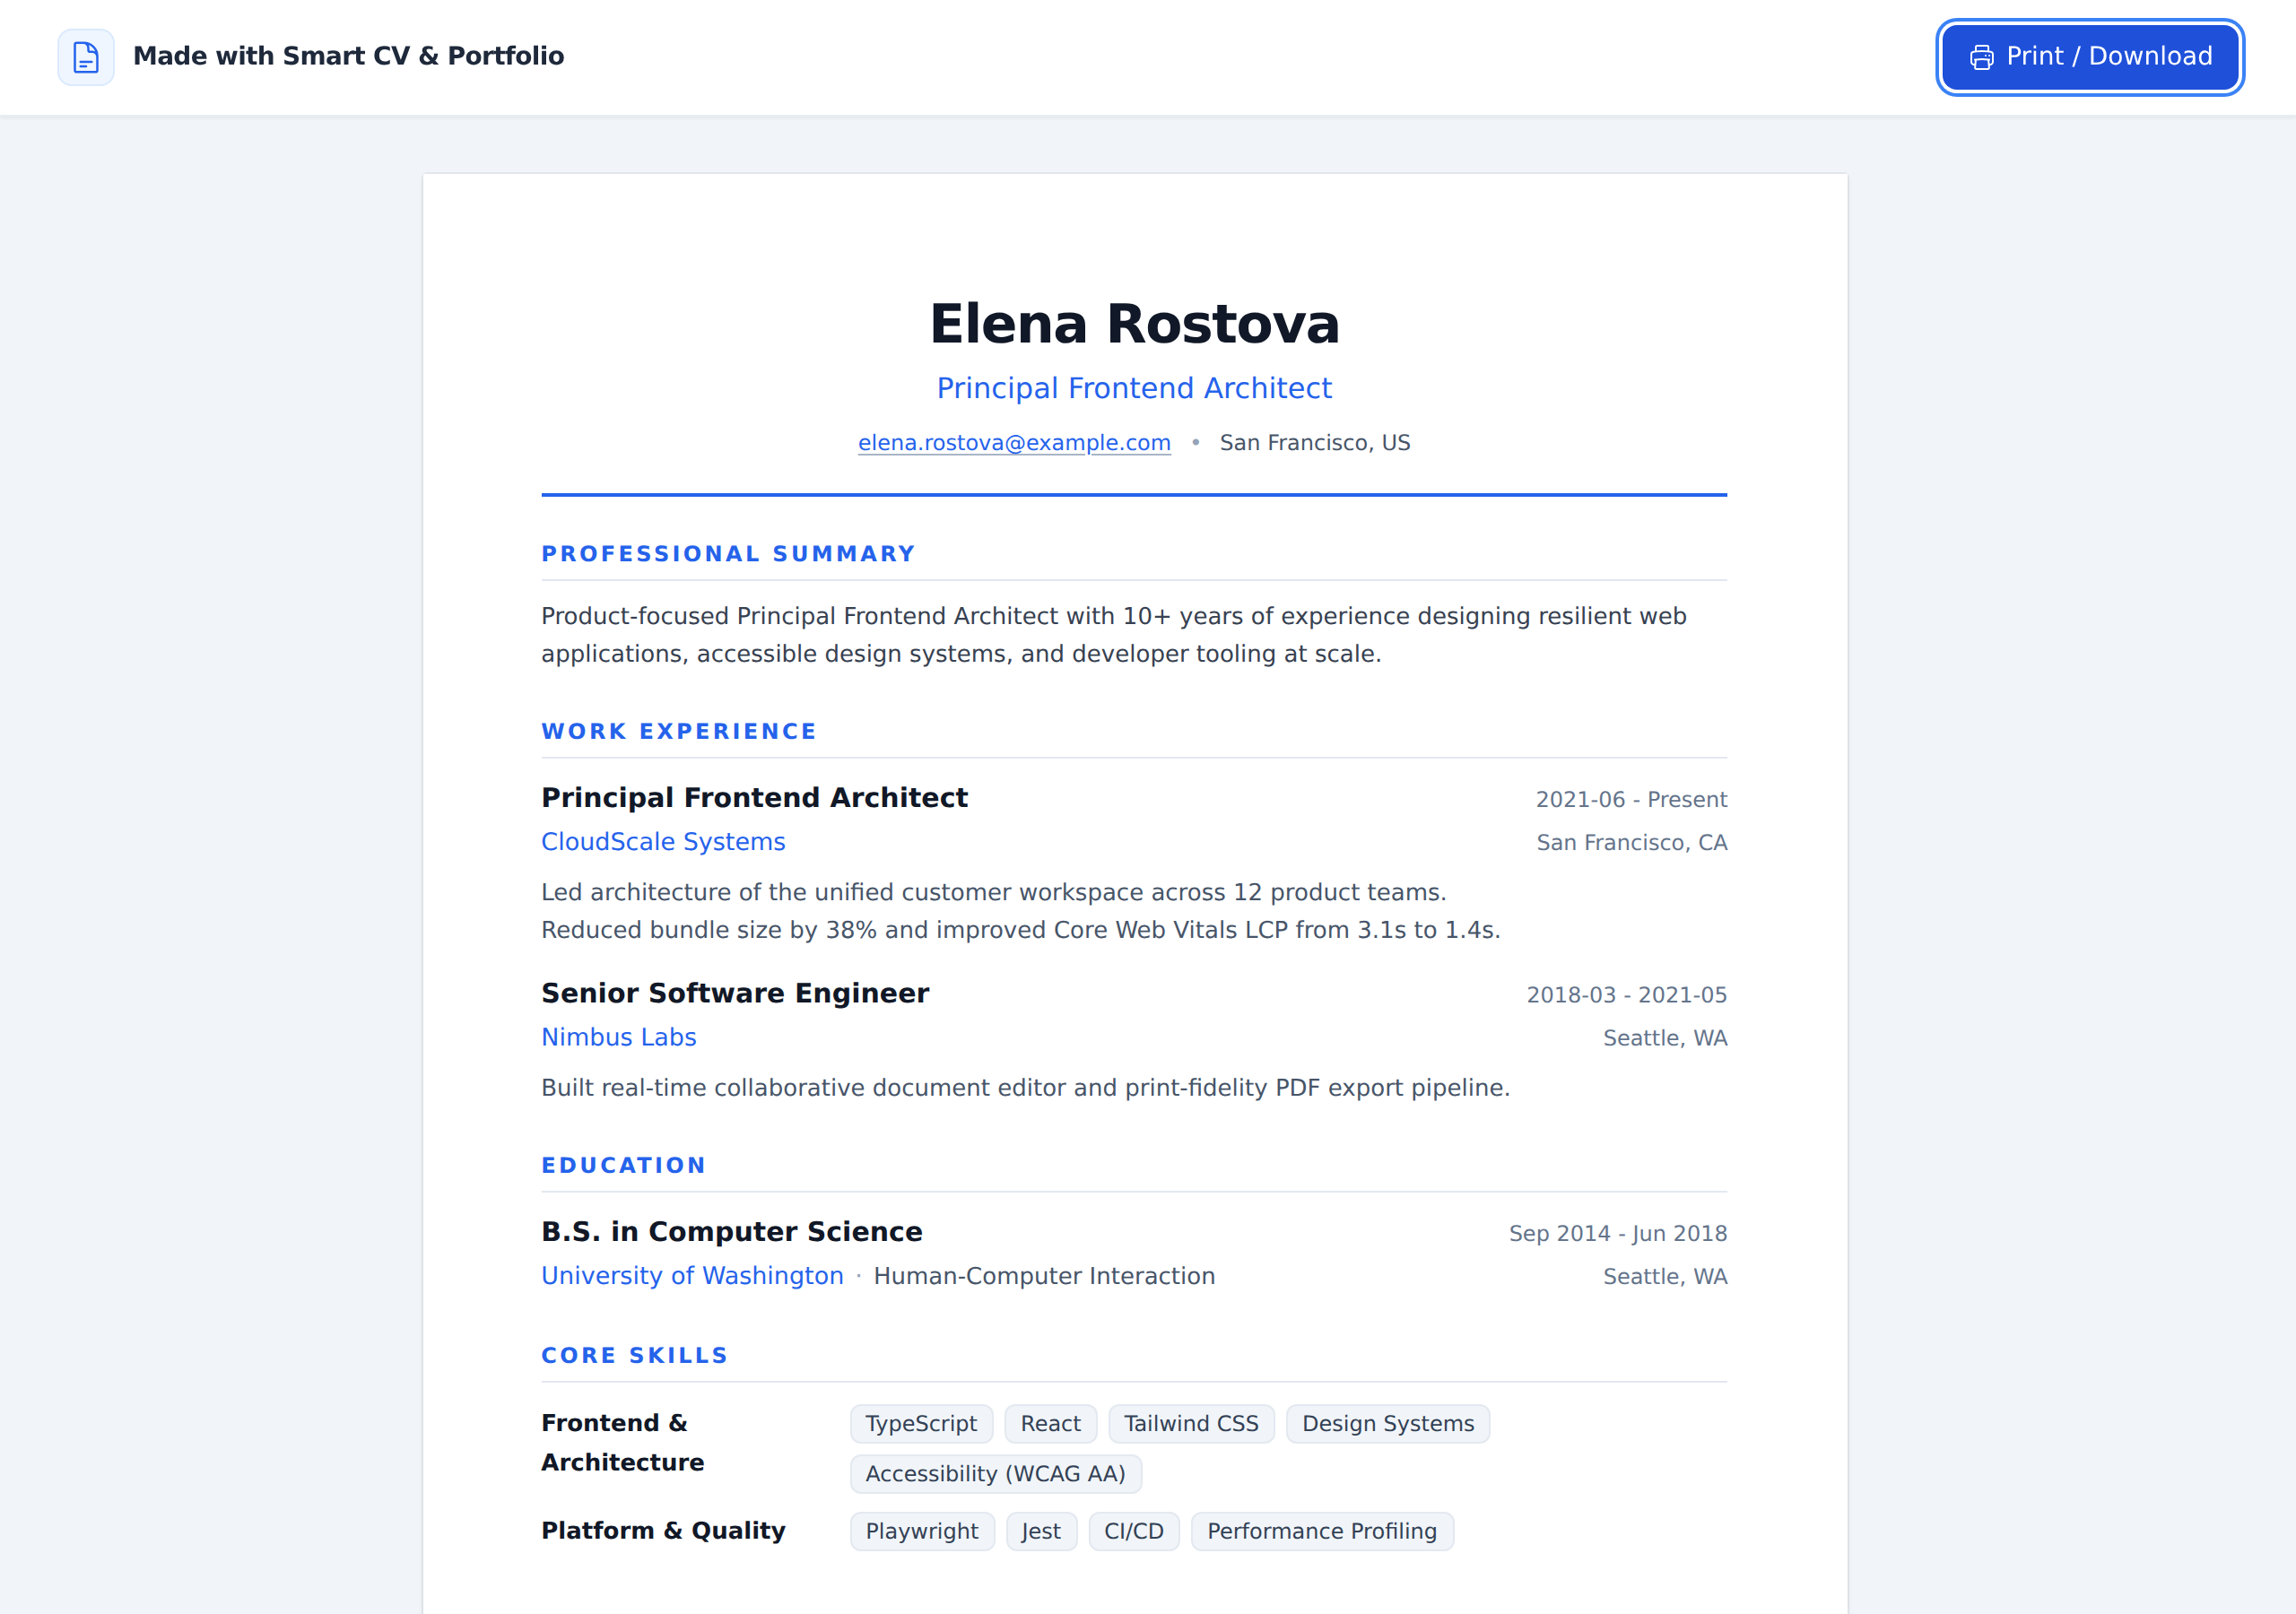 Made with Smart CV & Portfolio
Print / Download
Elena Rostova
Principal Frontend Architect
elena.rostova@example.com • San Francisco, US
PROFESSIONAL SUMMARY
Product-focused Principal Frontend Architect with 10+ years of experience designing resilient web
applications, accessible design systems, and developer tooling at scale.
WORK EXPERIENCE
Principal Frontend Architect 2021-06 - Present
CloudScale Systems San Francisco, CA
Led architecture of the unified customer workspace across 12 product teams.
Reduced bundle size by 38% and improved Core Web Vitals LCP from 3.1s to 1.4s.
Senior Software Engineer 2018-03 - 2021-05
Nimbus Labs Seattle, WA
Built real-time collaborative document editor and print-fidelity PDF export pipeline.
EDUCATION
B.S. in Computer Science Sep 2014 - Jun 2018
University of Washington · Human-Computer Interaction Seattle, WA
CORE SKILLS
Frontend &
Architecture
TypeScript React Tailwind CSS Design Systems
Accessibility (WCAG AA)
Platform & Quality Playwright Jest CI/CD Performance Profiling